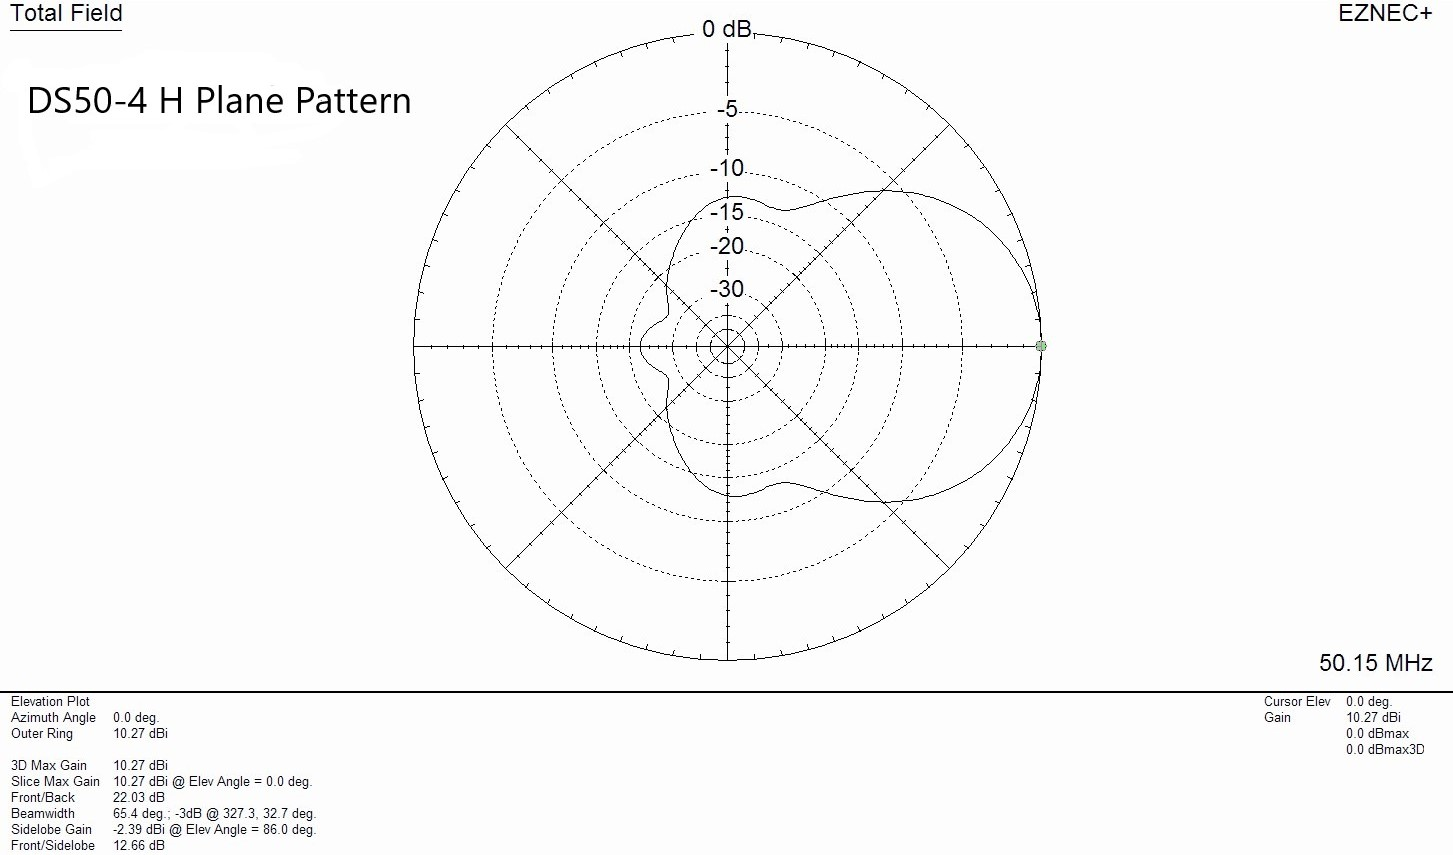 Total Field
EZNEC+
0 dB
DS50-4 H Plane Pattern
-5
-10
-15
-20
-30
50.15 MHz
Elevation Plot
Azimuth Angle 0.0 deg.
Outer Ring 10.27 dBi
3D Max Gain 10.27 dBi
Slice Max Gain 10.27 dBi @ Elev Angle = 0.0 deg.
Front/Back 22.03 dB
Beamwidth 65.4 deg.; -3dB @ 327.3, 32.7 deg.
Sidelobe Gain -2.39 dBi @ Elev Angle = 86.0 deg.
Front/Sidelobe 12.66 dB
Cursor Elev 0.0 deg.
Gain 10.27 dBi
0.0 dBmax
0.0 dBmax3D